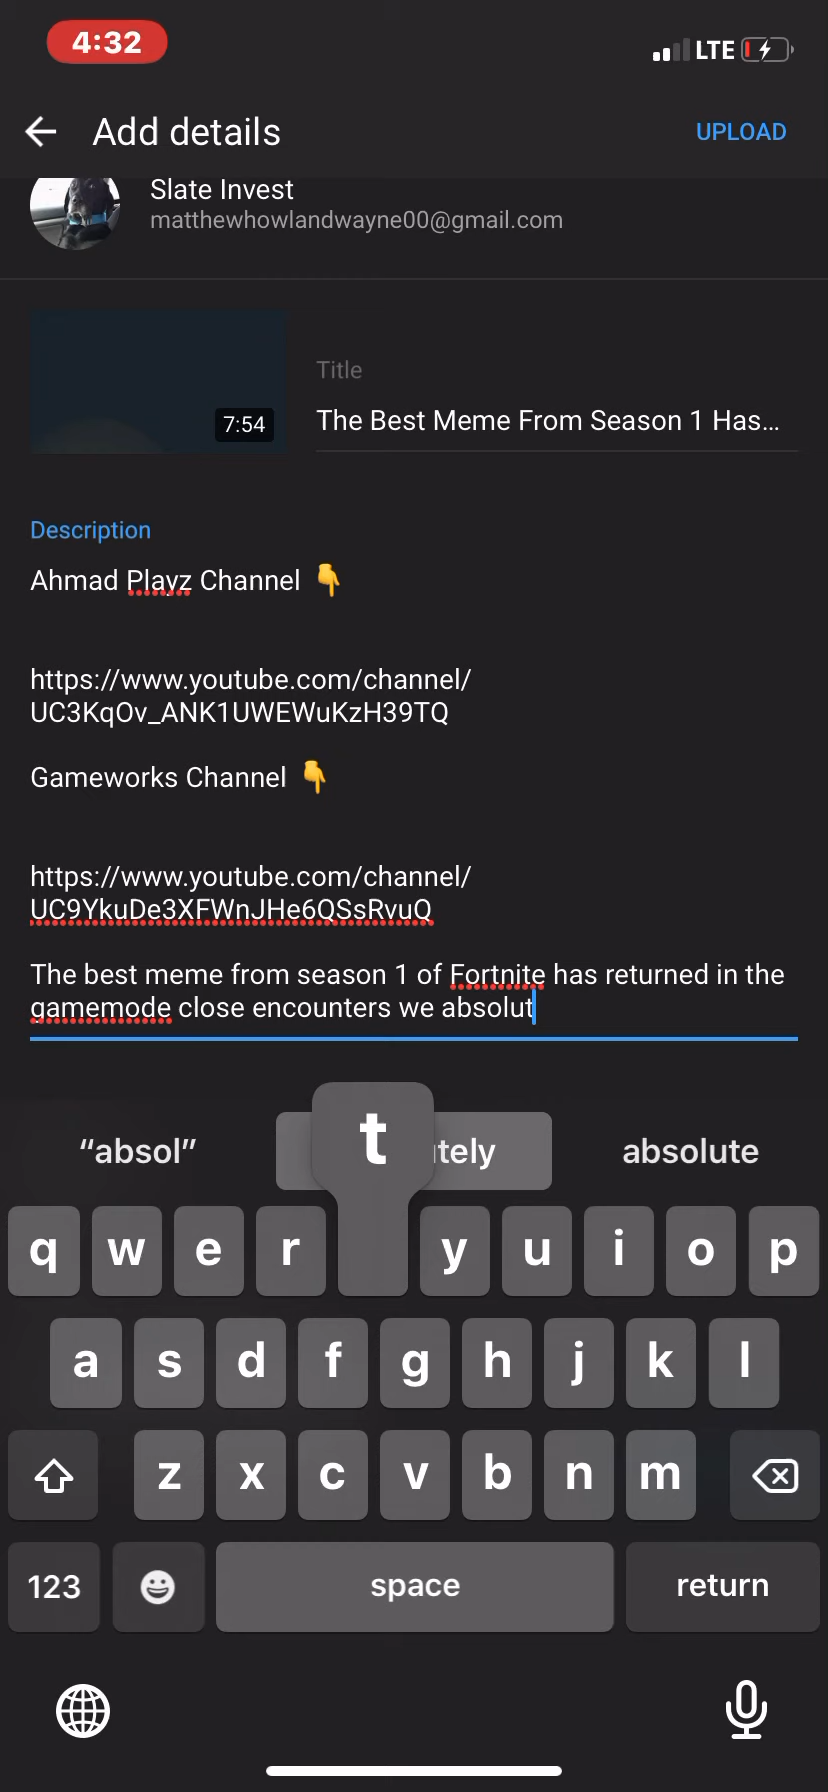 4:32
LTE
Add details
UPLOAD
Slate Invest
matthewhowlandwayne00@gmail.com
7:54
Title
The Best Meme From Season 1 Has...
Description
Ahmad Playz Channel 👇
https://www.youtube.com/channel/
UC3KqOv_ANK1UWEWuKzH39TQ
Gameworks Channel 👇
https://www.youtube.com/channel/
UC9YkuDe3XFWnJHe6QSsRvuQ
The best meme from season 1 of Fortnite has returned in the
gamemode close encounters we absolut
“absol” t tely absolute
q w e r y u i o p
a s d f g h j k l
z x c v b n m
123 space return